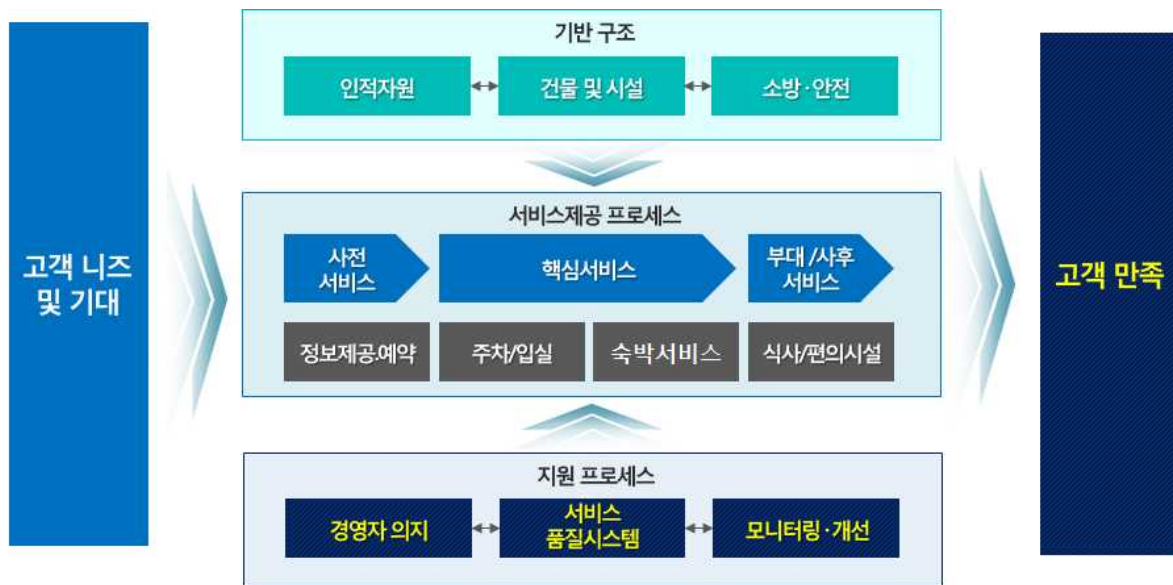 고객 니즈
및 기대
기반 구조
인적자원
건물 및 시설
소방·안전
서비스제공 프로세스
사전
서비스
핵심서비스
부대/사후
서비스
정보제공.예약
주차/입실
숙박서비스
식사/편의시설
지원 프로세스
경영자 의지
서비스
품질시스템
모니터링·개선
고객 만족